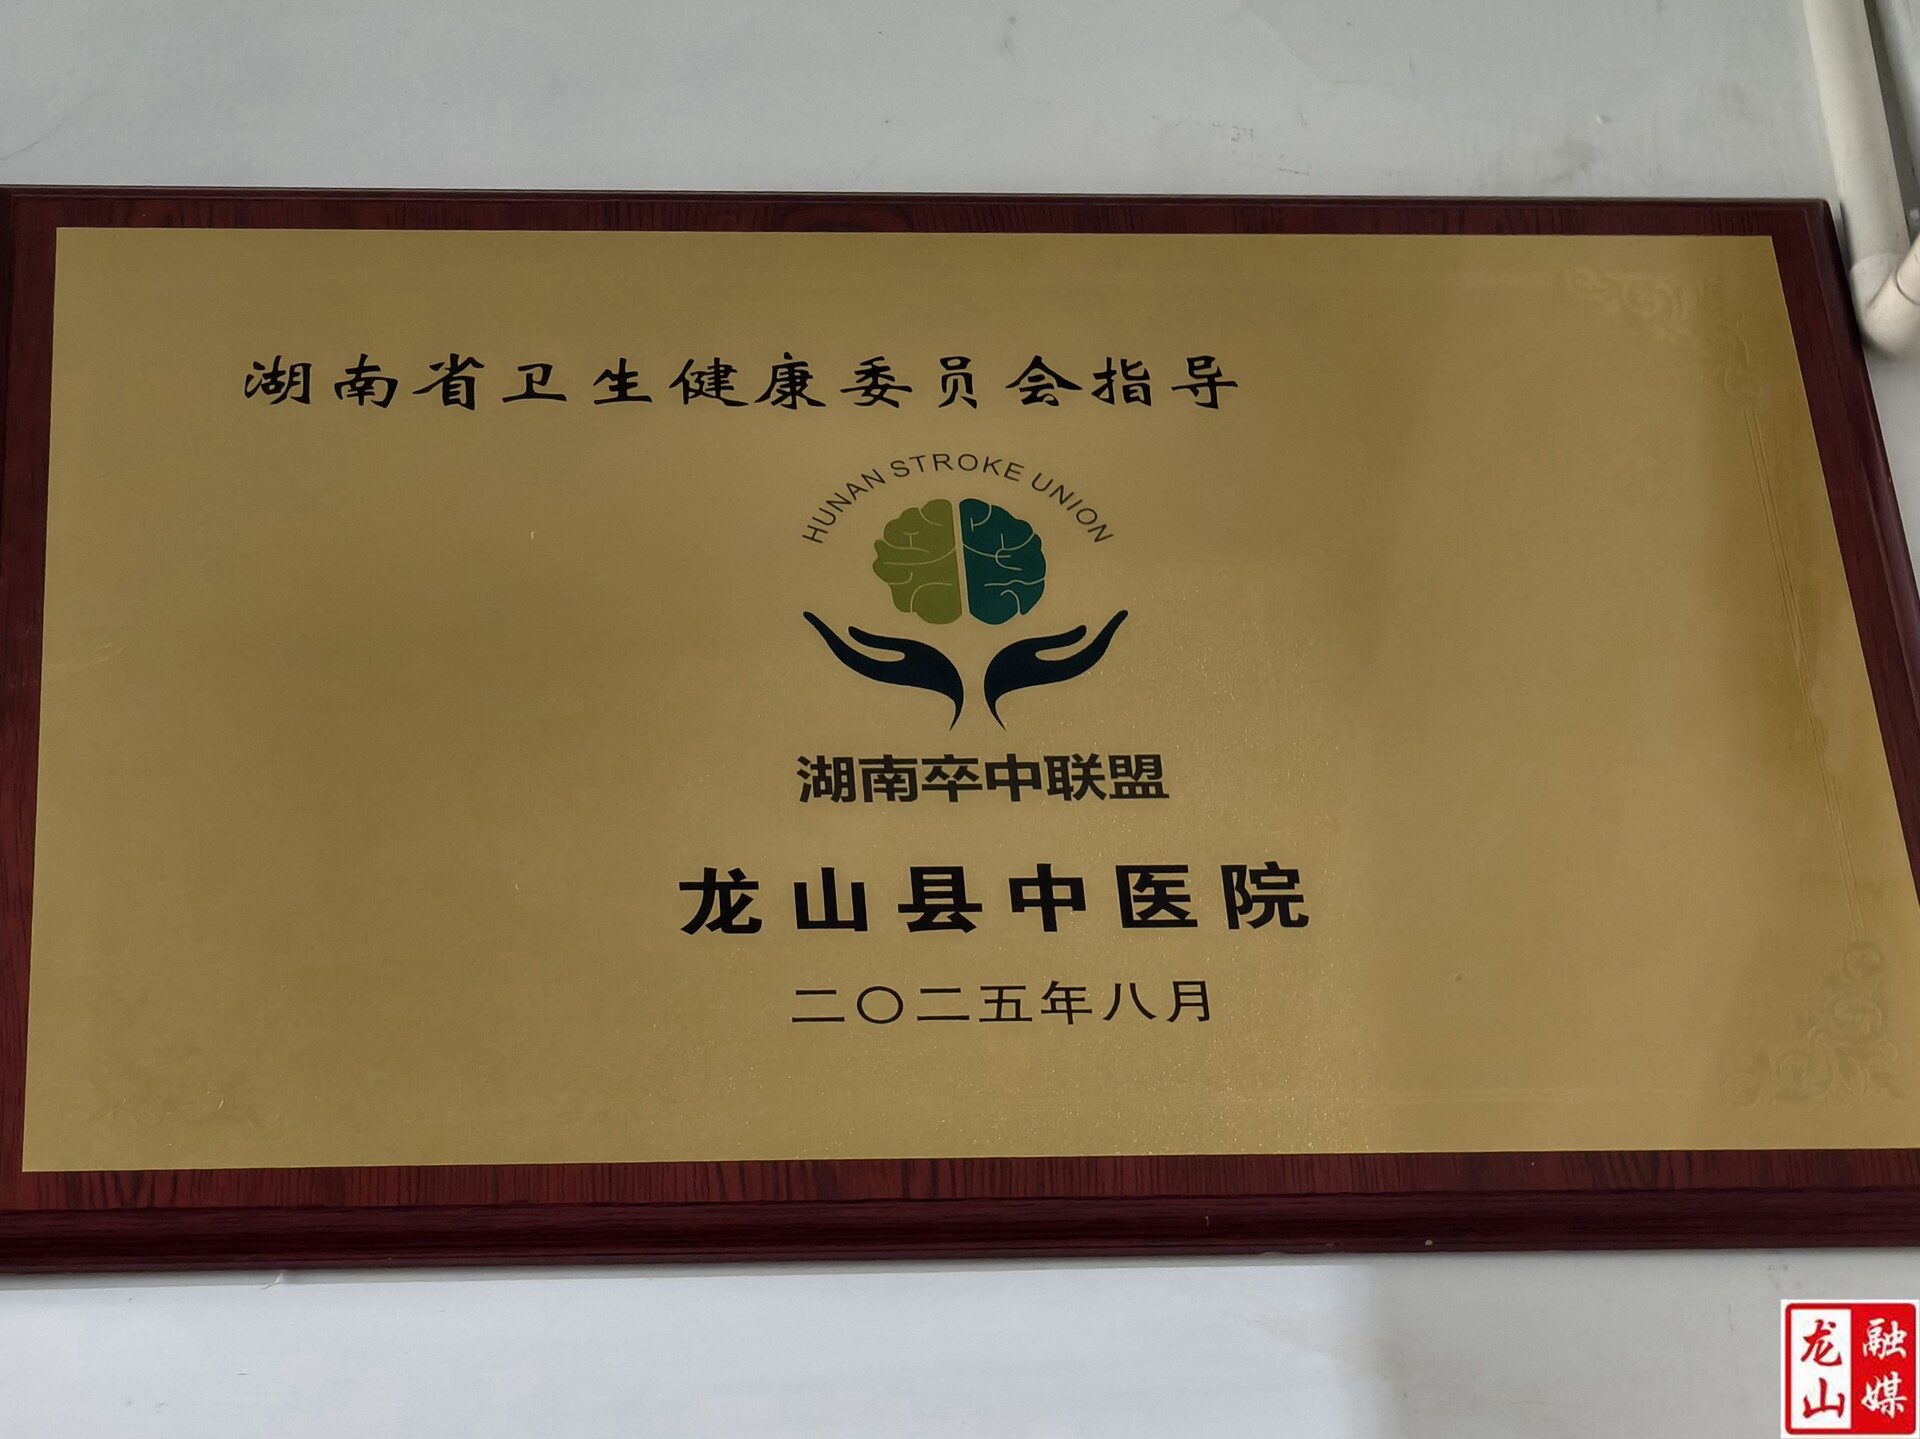 湖南省卫生健康委员会指导
HUNAN STROKE UNION
湖南卒中联盟
龙山县中医院
二〇二五年八月
龙山
融媒